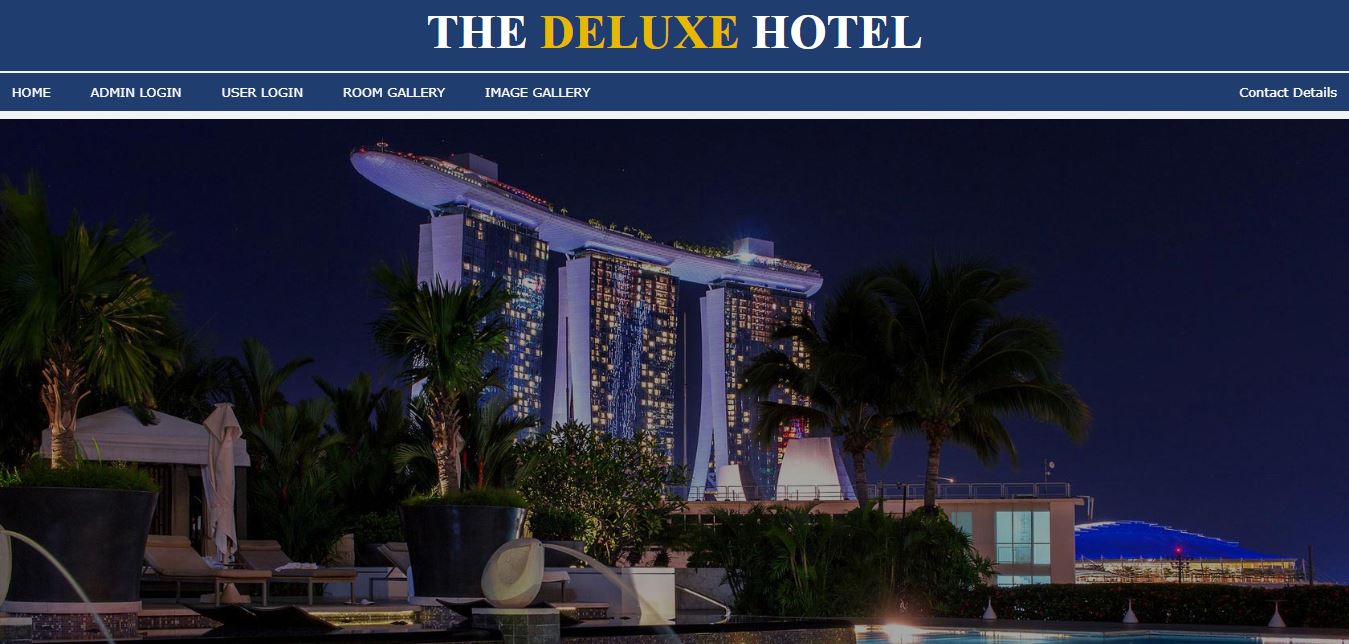 THE DELUXE HOTEL
HOME ADMIN LOGIN USER LOGIN ROOM GALLERY IMAGE GALLERY Contact Details